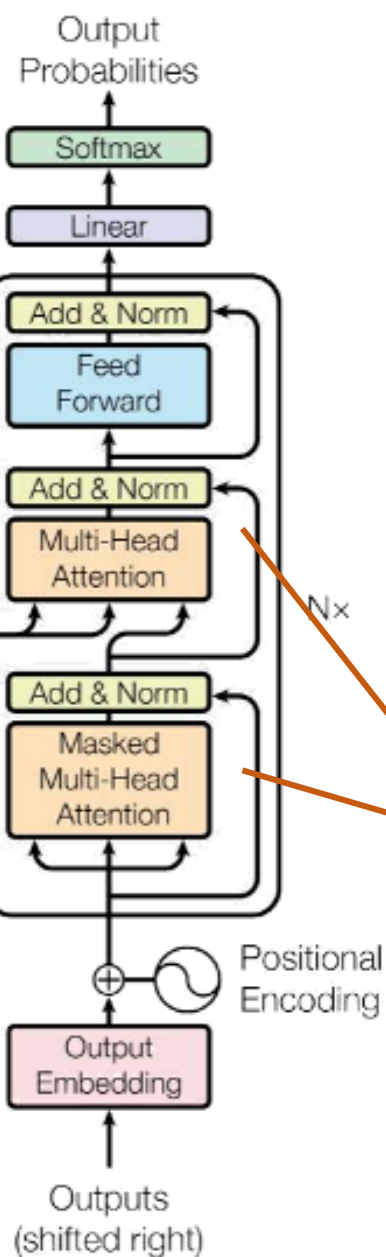 Output
Probabilities
Softmax
Linear
Add & Norm
Feed
Forward
Add & Norm
Multi-Head
Attention
N×
Add & Norm
Masked
Multi-Head
Attention
Positional
Encoding
Output
Embedding
Outputs
(shifted right)